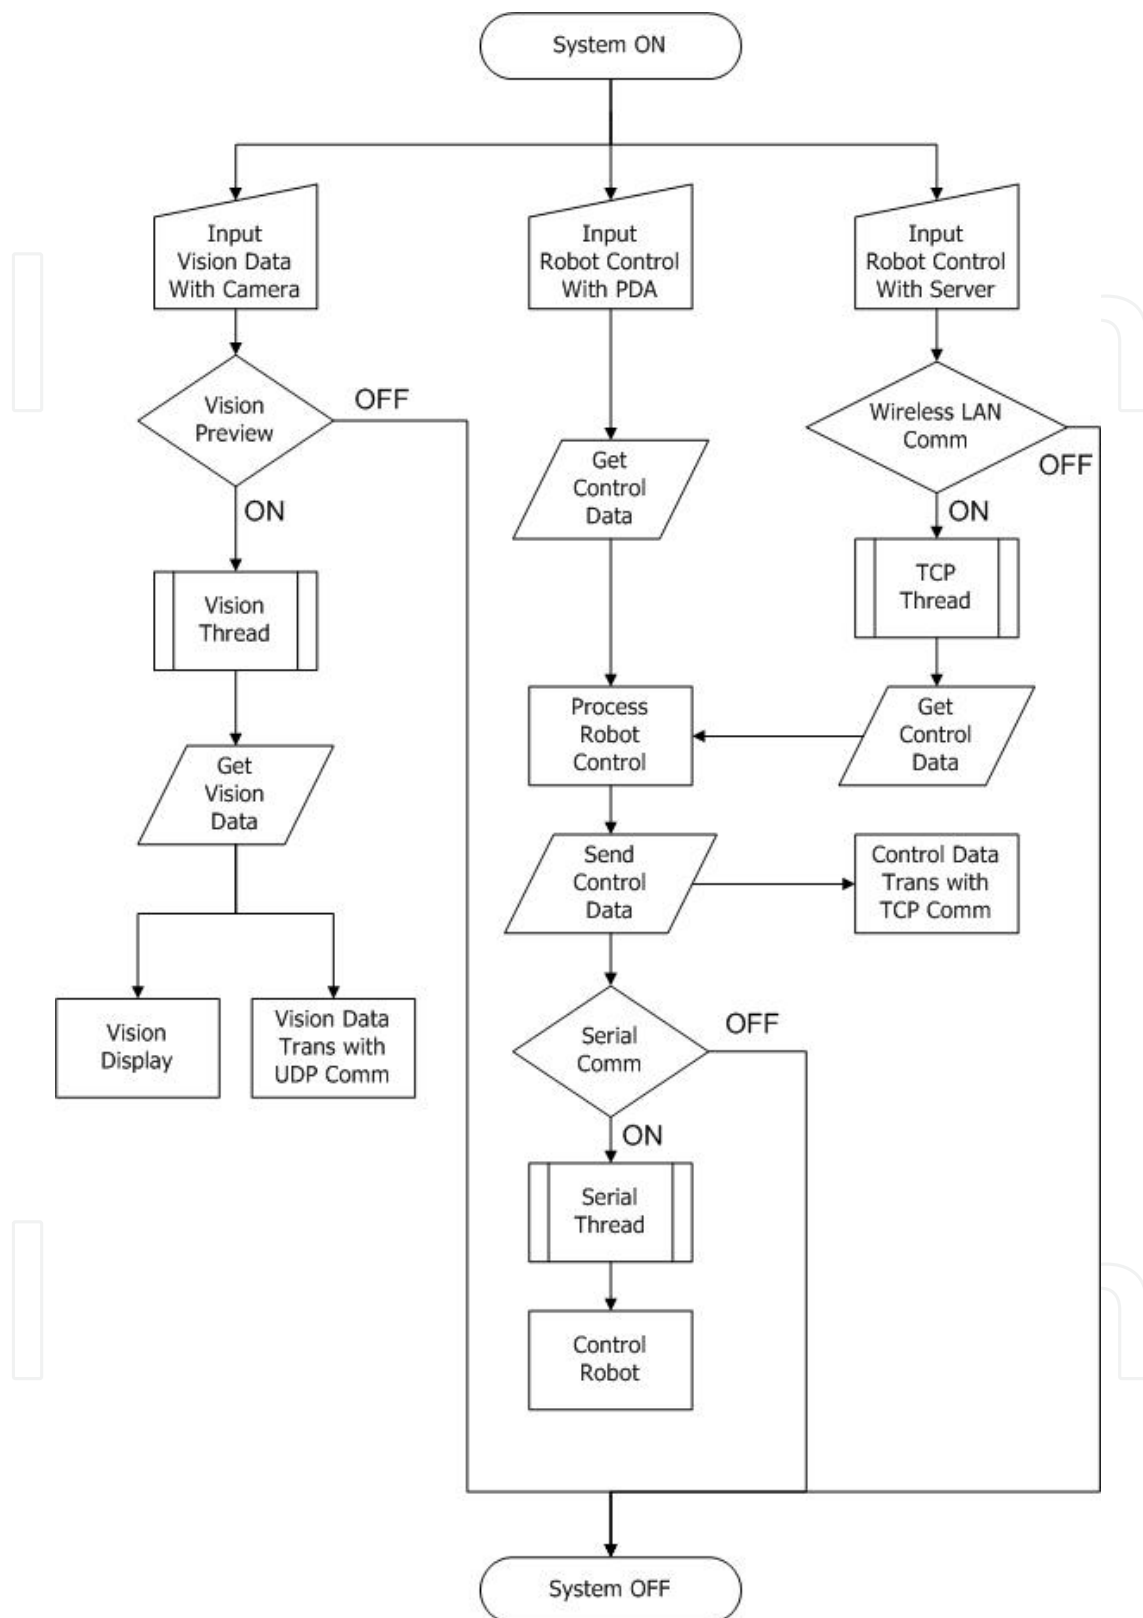 System ON
Input
Vision Data
With Camera
Input
Robot Control
With PDA
Input
Robot Control
With Server
Vision
Preview
OFF
Wireless LAN
Comm
OFF
Get
Control
Data
ON
ON
Vision
Thread
TCP
Thread
Process
Robot
Control
Get
Control
Data
Get
Vision
Data
Send
Control
Data
Control Data
Trans with
TCP Comm
Vision
Display
Vision Data
Trans with
UDP Comm
Serial
Comm
OFF
ON
Serial
Thread
Control
Robot
System OFF